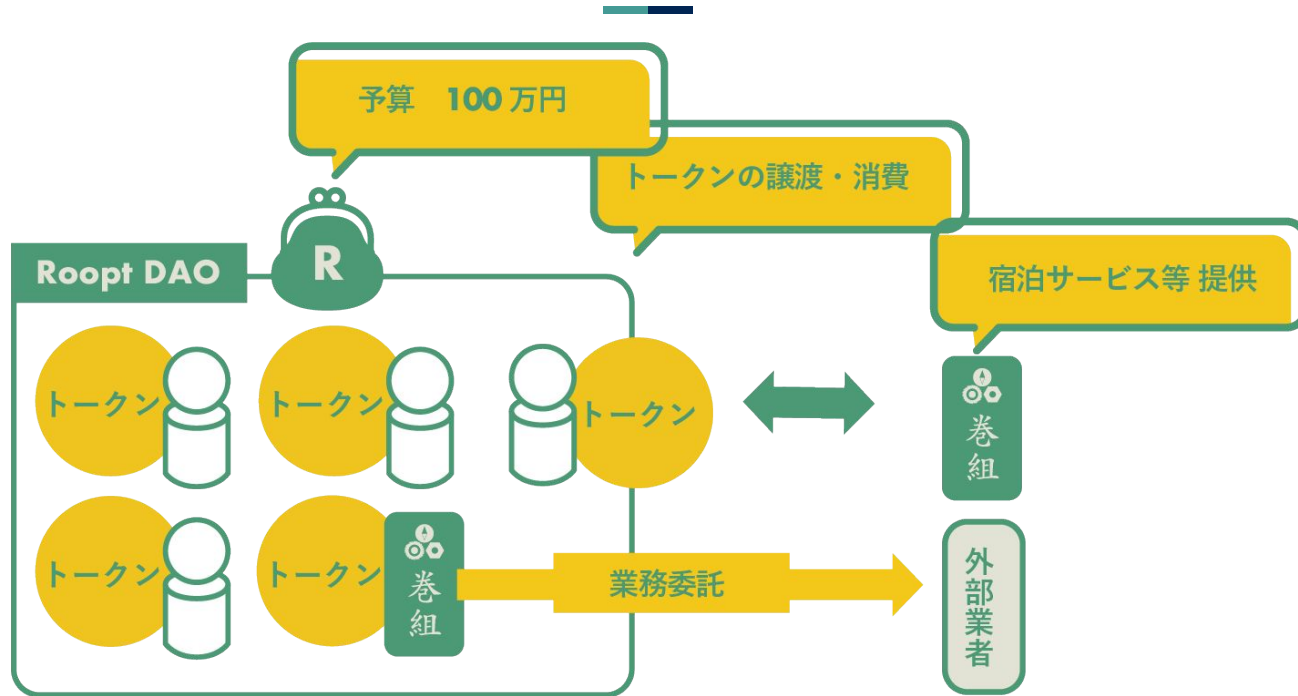 予算　100 万円
トークンの譲渡・消費
宿泊サービス等 提供
R
Roopt DAO
トークン
トークン
トークン
巻組
トークン
トークン
巻組
業務委託
外部業者